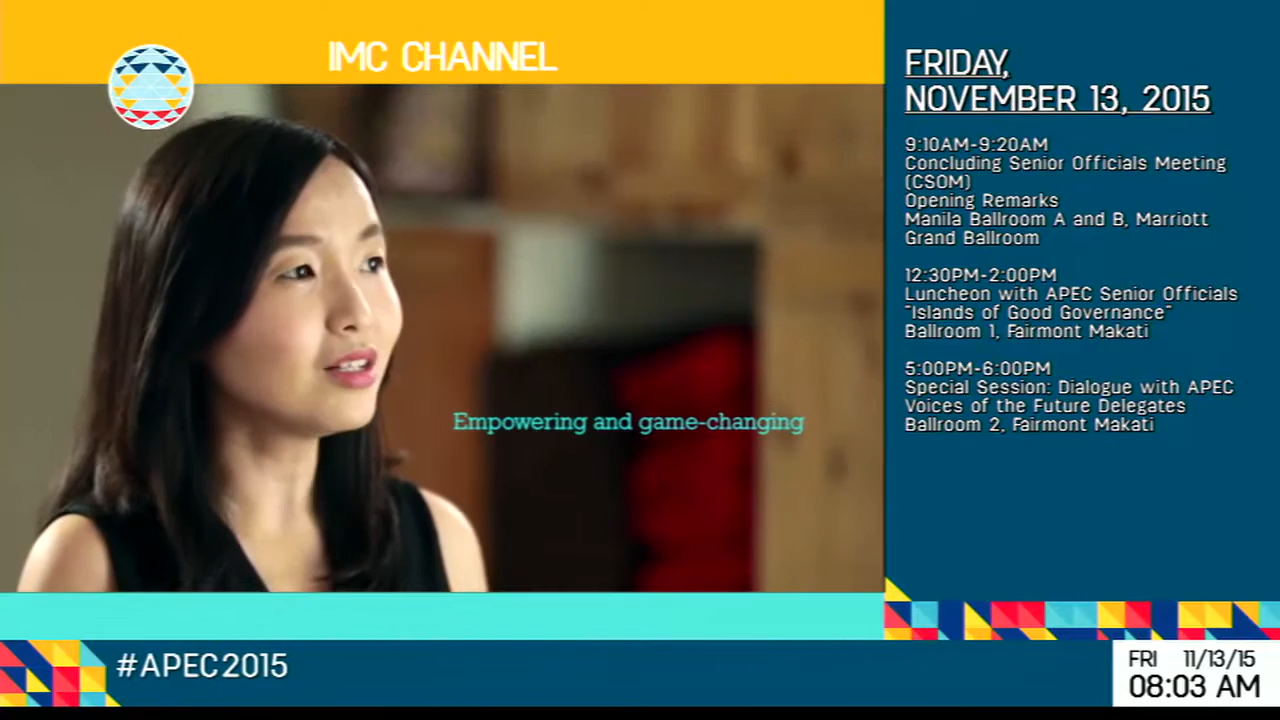 IMC CHANNEL
Empowering and game-changing
FRIDAY,
NOVEMBER 13, 2015
9:10AM-9:20AM
Concluding Senior Officials Meeting
(CSOM)
Opening Remarks
Manila Ballroom A and B, Marriott
Grand Ballroom
12:30PM-2:00PM
Luncheon with APEC Senior Officials
"Islands of Good Governance"
Ballroom 1, Fairmont Makati
5:00PM-6:00PM
Special Session: Dialogue with APEC
Voices of the Future Delegates
Ballroom 2, Fairmont Makati
#APEC2015
FRI 11/13/15
08:03 AM